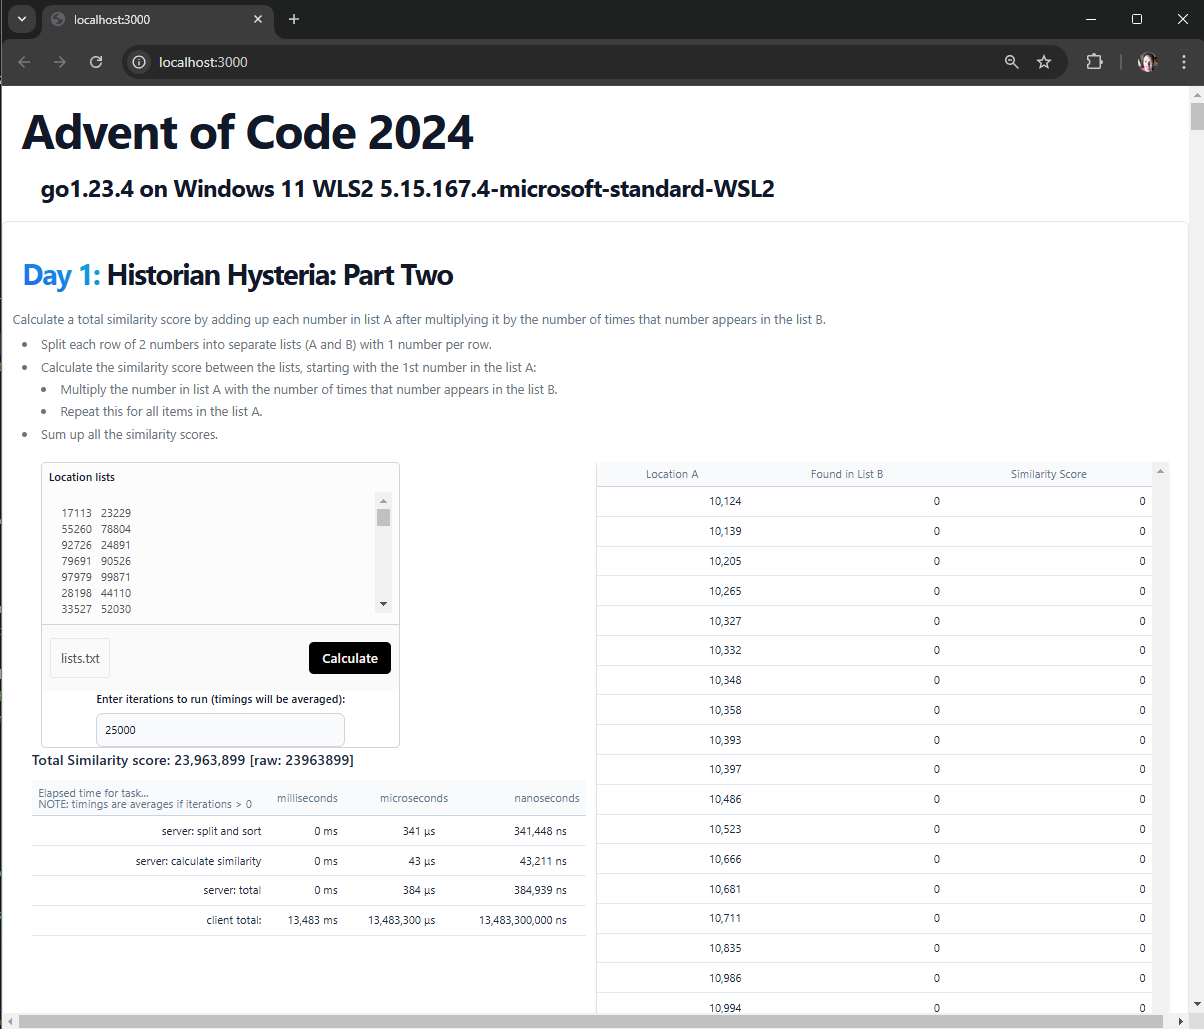 localhost:3000
localhost:3000
Advent of Code 2024
go1.23.4 on Windows 11 WLS2 5.15.167.4-microsoft-standard-WSL2
Day 1: Historian Hysteria: Part Two
Calculate a total similarity score by adding up each number in list A after multiplying it by the number of times that number appears in the list B.
• Split each row of 2 numbers into separate lists (A and B) with 1 number per row.
• Calculate the similarity score between the lists, starting with the 1st number in the list A:
• Multiply the number in list A with the number of times that number appears in the list B.
• Repeat this for all items in the list A.
• Sum up all the similarity scores.
Location lists
17113 23229
55260 78804
92726 24891
79691 90526
97979 99871
28198 44110
33527 52030
lists.txt
Calculate
Enter iterations to run (timings will be averaged):
25000
Total Similarity score: 23,963,899 [raw: 23963899]
Elapsed time for task...
NOTE: timings are averages if iterations > 0
milliseconds microseconds nanoseconds
server: split and sort 0 ms 341 µs 341,448 ns
server: calculate similarity 0 ms 43 µs 43,211 ns
server: total 0 ms 384 µs 384,939 ns
client total: 13,483 ms 13,483,300 µs 13,483,300,000 ns
Location A Found in List B Similarity Score
10,124 0 0
10,139 0 0
10,205 0 0
10,265 0 0
10,327 0 0
10,332 0 0
10,348 0 0
10,358 0 0
10,393 0 0
10,397 0 0
10,486 0 0
10,523 0 0
10,666 0 0
10,681 0 0
10,711 0 0
10,835 0 0
10,986 0 0
10,994 0 0